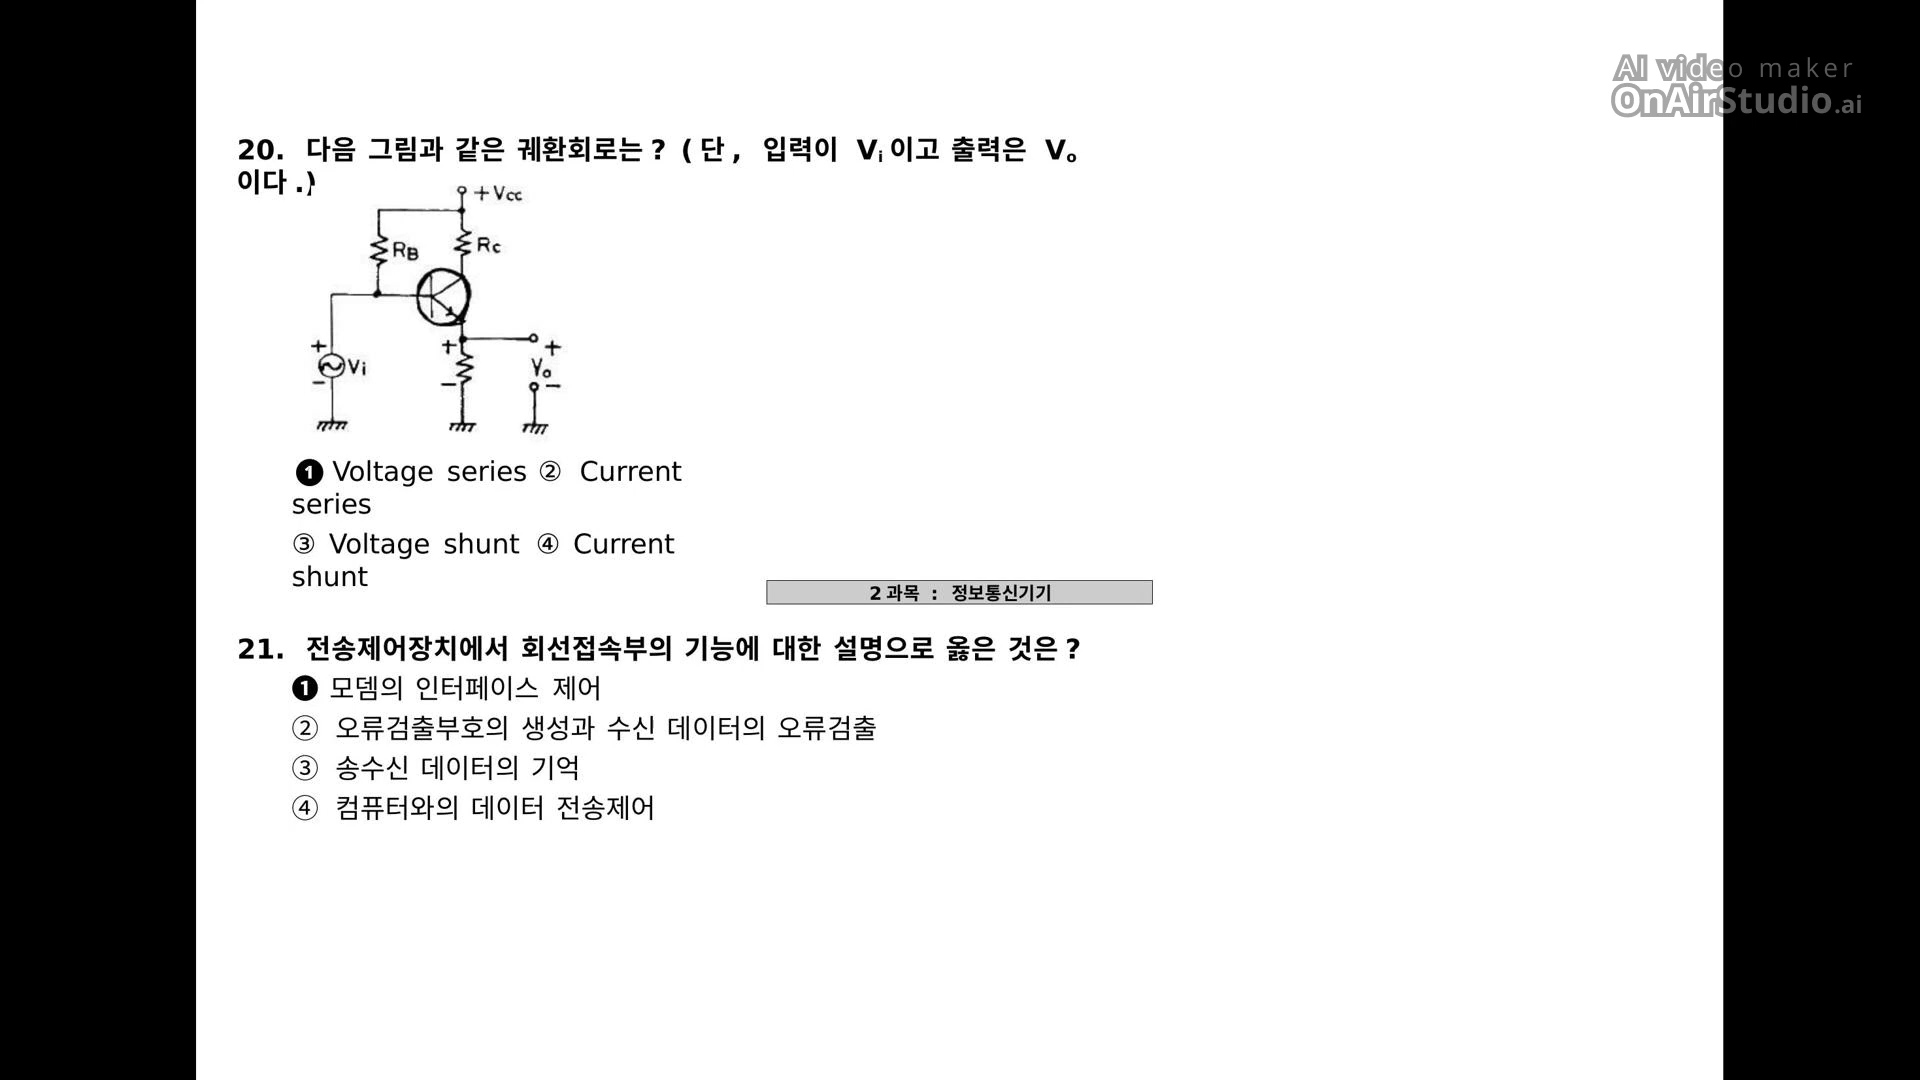 AI video maker
OnAirStudio.ai
20. 다음 그림과 같은 궤환회로는? (단, 입력이 Vᵢ이고 출력은 Vₒ
이다.)
+Vcc
RB
Rc
+
+
+
Vi
Vo
-
-
-
❶ Voltage series ② Current
series
③ Voltage shunt ④ Current
shunt
2과목 : 정보통신기기
21. 전송제어장치에서 회선접속부의 기능에 대한 설명으로 옳은 것은?
❶ 모뎀의 인터페이스 제어
② 오류검출부호의 생성과 수신 데이터의 오류검출
③ 송수신 데이터의 기억
④ 컴퓨터와의 데이터 전송제어